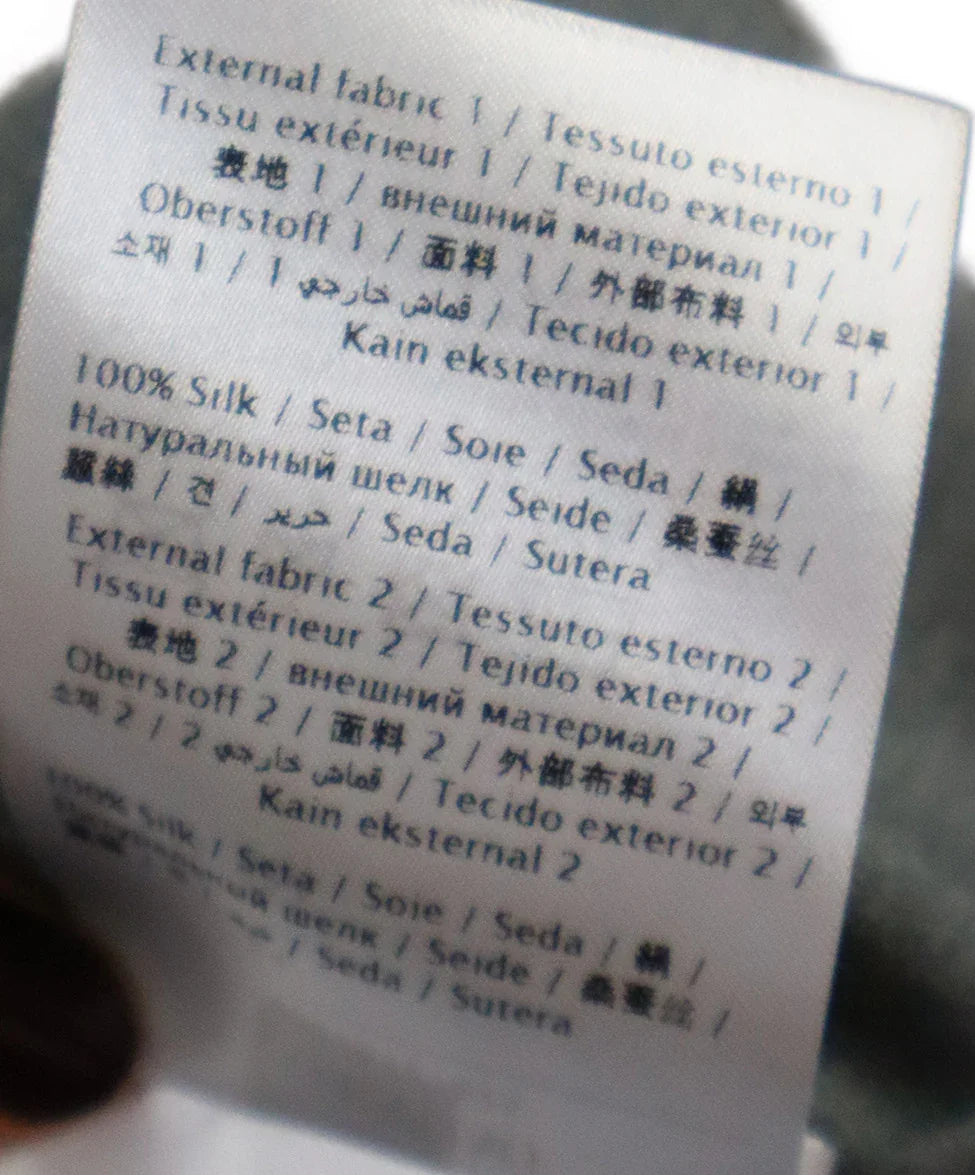 External fabric 1 / Tessuto esterno 1 /
Tissu extérieur 1 / Tejido exterior 1 /
表地 1 / внешний материал 1 /
Oberstoff 1 / 面料 1 / 外部布料 1 / 외부
소재 1 / قماش خارجي 1 / Tecido exterior 1 /
Kain eksternal 1
100% Silk / Seta / Soie / Seda / 絹 /
Натуральный шелк / Seide / 桑蚕丝 /
/ 견 / حرير / Seda / Sutera
External fabric 2 / Tessuto esterno 2 /
Tissu extérieur 2 / Tejido exterior 2 /
表地 2 / внешний материал 2 /
Oberstoff 2 / 面料 2 / 外部布料 2 / 외부
소재 2 / قماش خارجي 2 / Tecido exterior 2 /
Kain eksternal 2
100% Silk / Seta / Soie / Seda / 絹 /
Натуральный шелк / Seide / 桑蚕丝 /
/ Seda / Sutera